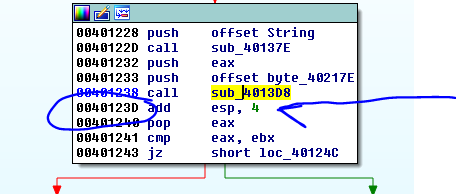 00401228 push offset String
0040122D call sub_40137E
00401232 push eax
00401233 push offset byte_40217E
00401238 call sub_4013D8
0040123D add esp, 4
00401240 pop eax
00401241 cmp eax, ebx
00401243 jz short loc_40124C